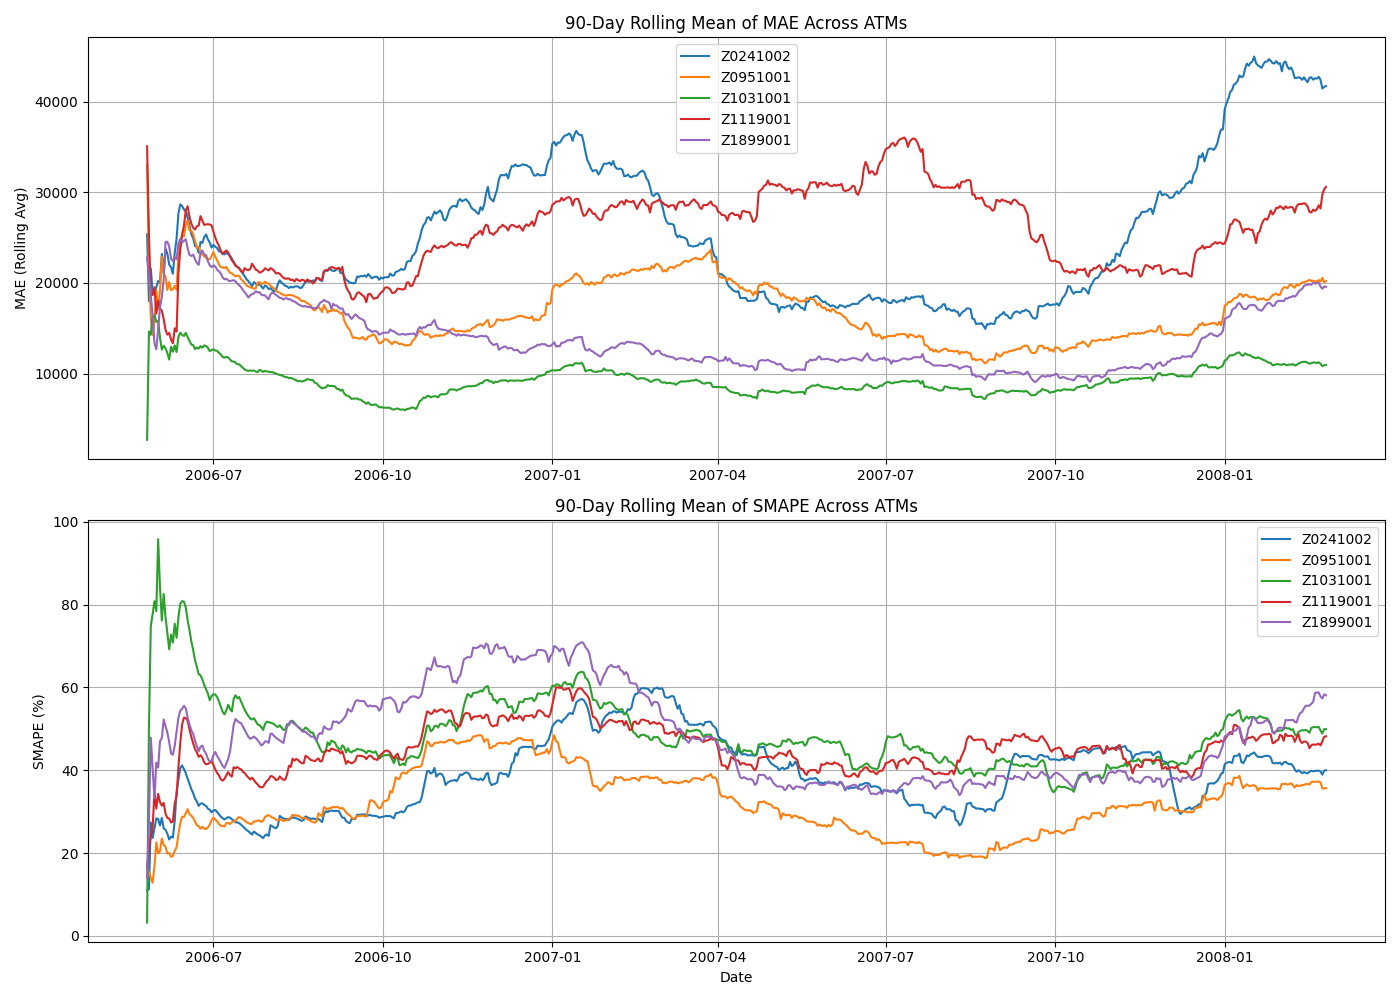 90-Day Rolling Mean of MAE Across ATMs
MAE (Rolling Avg)
40000
30000
20000
10000
Z0241002
Z0951001
Z1031001
Z1119001
Z1899001
2006-07
2006-10
2007-01
2007-04
2007-07
2007-10
2008-01
90-Day Rolling Mean of SMAPE Across ATMs
SMAPE (%)
100
80
60
40
20
0
Z0241002
Z0951001
Z1031001
Z1119001
Z1899001
2006-07
2006-10
2007-01
2007-04
2007-07
2007-10
2008-01
Date